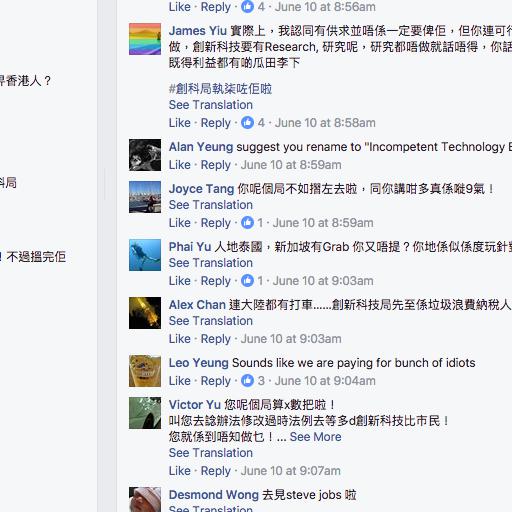 Like · Reply · 4 · June 10 at 8:56am
James Yiu 實際上，我認同有供求並唔係一定要俾佢，但你連可行
做，創新科技要有Research, 研究呢，研究都唔做就話唔得，你話
既得利益都有啲瓜田李下
#創科局執柒咗佢啦
See Translation
Like · Reply · 4 · June 10 at 8:58am
界香港人？
Alan Yeung suggest you rename to "Incompetent Technology B
Like · Reply · June 10 at 8:59am
科局
Joyce Tang 你呢個局不如摺左去啦，同你講咁多真係嘥9氣！
See Translation
Like · Reply · 1 · June 10 at 8:59am
！不過搵完佢
Phai Yu 人地泰國，新加坡有Grab 你又唔提？你地係似係度玩針對
See Translation
Like · Reply · 1 · June 10 at 9:03am
Alex Chan 連大陸都有打車......創新科技局先至係垃圾浪費納稅人
See Translation
Like · Reply · June 10 at 9:03am
Leo Yeung Sounds like we are paying for bunch of idiots
Like · Reply · 3 · June 10 at 9:04am
Victor Yu 您呢個局算x數把啦！
叫您去諗辦法修改過時法例去等多d創新科技比市民！
您就係到唔知做乜！... See More
See Translation
Like · Reply · June 10 at 9:07am
Desmond Wong 去見steve jobs 啦
See Translation